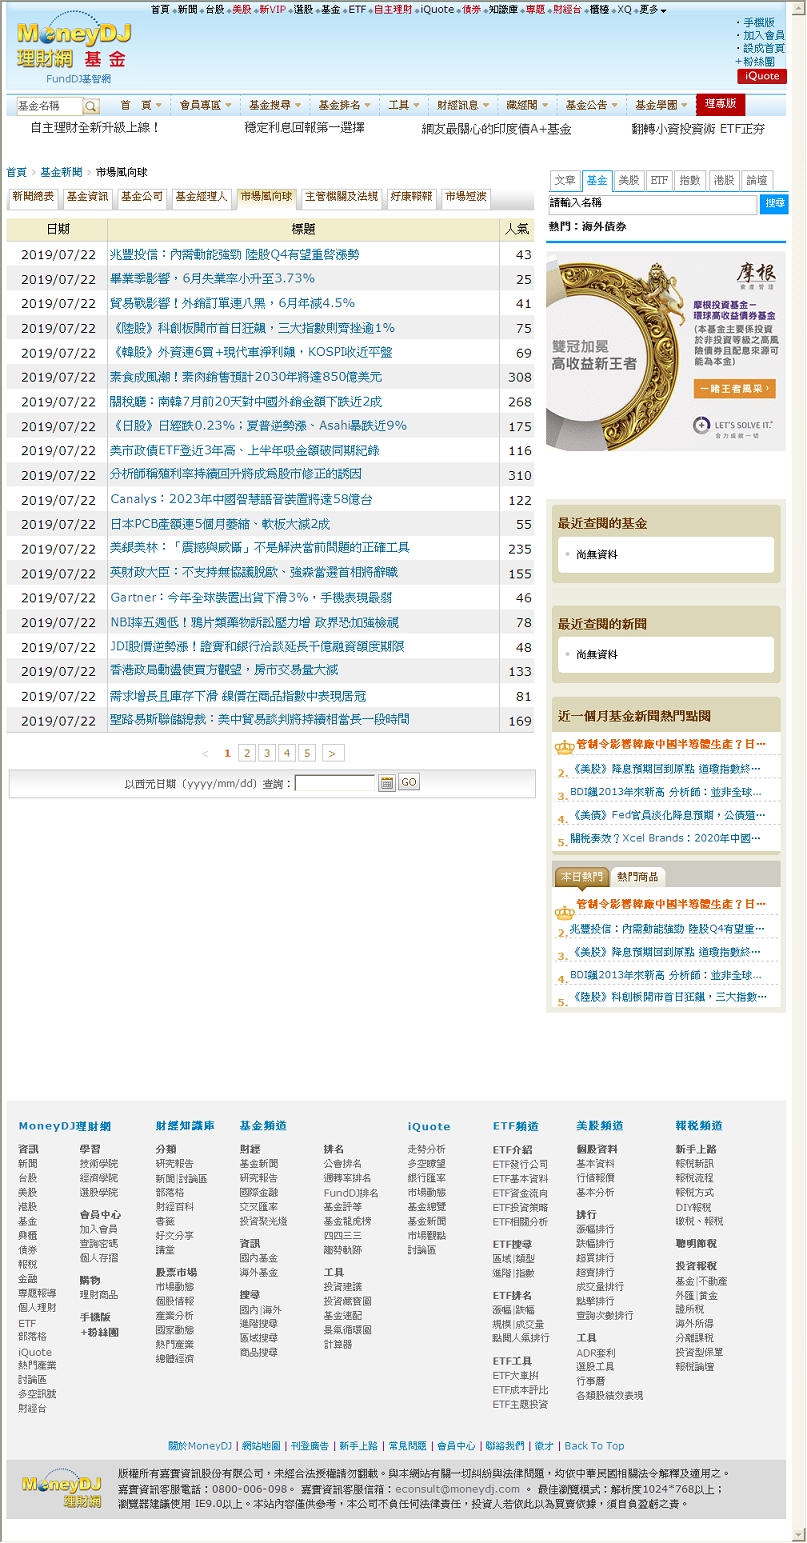 首頁 新聞 台股 美股 新VIP 選股 基金 ETF 自主理財 iQuote 債券 知識庫 專題 財經台 櫃檯 XQ 更多
MoneyDJ
理財網 基金
FundDJ基智網
手機版
加入會員
設成首頁
+粉絲團
iQuote
基金名稱
首 頁 會員專區 基金搜尋 基金排名 工具 財經訊息 藏經閣 基金公告 基金學園 理專版
自主理財全新升級上線！ 穩定利息回報第一選擇 網友最關心的印度債A+基金 翻轉小資投資術 ETF正夯
首頁 > 基金新聞 > 市場風向球
新聞總表 基金資訊 基金公司 基金經理人 市場風向球 主管機關及法規 好康報報 市場短波
日期 標題 人氣
2019/07/22 兆豐投信：內需動能強勁 陸股Q4有望重啟漲勢 43
2019/07/22 畢業季影響，6月失業率小升至3.73% 25
2019/07/22 貿易戰影響！外銷訂單連八黑，6月年減4.5% 41
2019/07/22 《陸股》科創板開市首日狂飆，三大指數則齊挫逾1% 75
2019/07/22 《韓股》外資連6買+現代車淨利飆，KOSPI收近平盤 69
2019/07/22 素食成風潮！素肉銷售預計2030年將達850億美元 308
2019/07/22 關稅廳：南韓7月前20天對中國外銷金額下跌近2成 268
2019/07/22 《日股》日經跌0.23%；夏普逆勢漲、Asahi暴跌近9% 175
2019/07/22 美市政債ETF登近3年高、上半年吸金額破同期紀錄 116
2019/07/22 分析師稱殖利率持續回升將成為股市修正的誘因 310
2019/07/22 Canalys：2023年中國智慧語音裝置將達58億台 122
2019/07/22 日本PCB產額連5個月萎縮、軟板大減2成 55
2019/07/22 美銀美林：「震撼與威懾」不是解決當前問題的正確工具 235
2019/07/22 英財政大臣：不支持無協議脫歐、強森當選首相將辭職 155
2019/07/22 Gartner：今年全球裝置出貨下滑3%，手機表現最弱 46
2019/07/22 NBI摔五週低！鴉片類藥物訴訟壓力增 政界恐加強檢視 78
2019/07/22 JDI股價逆勢漲！證實和銀行洽談延長千億融資額度期限 48
2019/07/22 香港政局動盪使買方觀望，房市交易量大減 133
2019/07/22 需求增長且庫存下滑 鎳價在商品指數中表現居冠 81
2019/07/22 聖路易斯聯儲總裁：美中貿易談判將持續相當長一段時間 169
< 1 2 3 4 5 >
以西元日期（yyyy/mm/dd）查詢： GO
文章 基金 美股 ETF 指數 港股 論壇
請輸入名稱 搜尋
熱門：海外債券
摩根
資產管理
雙冠加冕
高收益新王者
摩根投資基金－
環球高收益債券基金
(本基金主要係投資
於非投資等級之高風
險債券且配息來源可
能為本金)
一睹王者風采
LET'S SOLVE IT.
合力成就一切
最近查閱的基金
尚無資料
最近查閱的新聞
尚無資料
近一個月基金新聞熱門點閱
管制令影響韓廠中國半導體生產？日…
2. 《美股》降息預期回到原點 道瓊指數終…
3. BDI飆2013年來新高 分析師：並非全球...
4. 《美債》Fed官員淡化降息預期，公債殖…
5. 關稅奏效？Xcel Brands：2020年中國…
本日熱門 熱門商品
管制令影響韓廠中國半導體生產？日…
2. 兆豐投信：內需動能強勁 陸股Q4有望重…
3. 《美股》降息預期回到原點 道瓊指數終…
4. BDI飆2013年來新高 分析師：並非全球...
5. 《陸股》科創板開市首日狂飆，三大指數…
MoneyDJ理財網
資訊
新聞
台股
美股
港股
基金
興櫃
債券
報稅
金融
專題報導
個人理財
ETF
部落格
iQuote
熱門產業
討論區
多空訊號
財經台
學習
技術學院
經濟學院
選股學院
會員中心
加入會員
查詢密碼
個人存摺
購物
理財商品
手機版
+粉絲團
財經知識庫
分類
研究報告
新聞|討論區
部落格
財經百科
書籤
好文分享
講堂
股票市場
市場動態
個股情報
產業分析
國家動態
熱門產業
總體經濟
基金頻道
財經
基金新聞
研究報告
國際金融
交叉匯率
投資聚光燈
資訊
國內基金
海外基金
搜尋
國內|海外
進階搜尋
區域搜尋
商品搜尋
排名
公會排名
週轉率排名
FundDJ排名
基金評等
基金龍虎榜
四四三三
趨勢軌跡
工具
投資建議
投資藏寶圖
基金速配
景氣循環圖
計算器
iQuote
走勢分析
多空瞭望
銀行匯率
市場動態
基金總覽
基金新聞
市場觀點
討論區
ETF頻道
ETF介紹
ETF發行公司
ETF基本資料
ETF資金流向
ETF投資策略
ETF相關分析
ETF搜尋
區域|類型
進階|指數
ETF排名
漲幅|跌幅
規模|成交量
點閱人氣排行
ETF工具
ETF大車拚
ETF成本評比
ETF主題投資
美股頻道
個股資料
基本資料
行情報價
基本分析
排行
漲幅排行
跌幅排行
超買排行
超賣排行
成交量排行
點擊排行
查詢次數排行
工具
ADR套利
選股工具
行事曆
各類股績效表現
報稅頻道
新手上路
報稅新訊
報稅流程
報稅方式
DIY報稅
繳稅、報稅
聰明節稅
投資報稅
基金|不動產
外匯|黃金
證所稅
海外所得
分離課稅
投資型保單
報稅論壇
關於MoneyDJ | 網站地圖 | 刊登廣告 | 新手上路 | 常見問題 | 會員中心 | 聯絡我們 | 徵才 | Back To Top
MoneyDJ
理財網
版權所有嘉實資訊股份有限公司，未經合法授權請勿翻載。與本網站有關一切糾紛與法律問題，均依中華民國相關法令解釋及適用之。
嘉實資訊客服電話：0800-006-098。 嘉實資訊客服信箱：econsult@moneydj.com 。 最佳瀏覽模式：解析度1024*768以上；
瀏覽器建議使用 IE9.0以上。本站內容僅供參考，本公司不負任何法律責任，投資人若依此以為買賣依據，須自負盈虧之責。